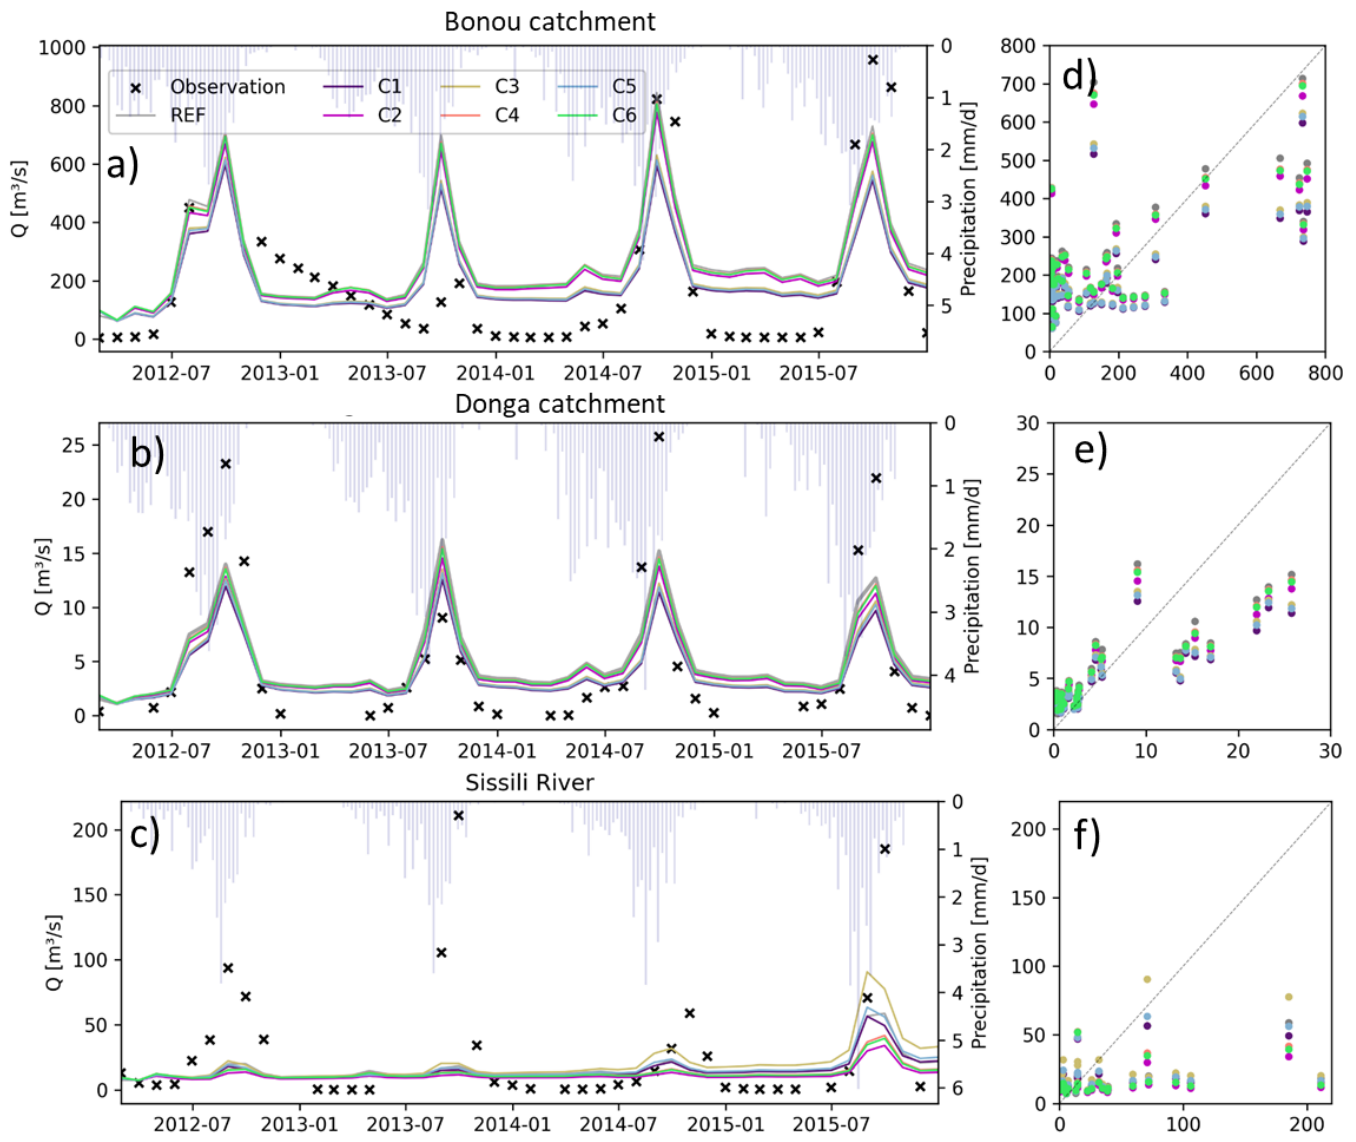 Bonou catchment
a)
Q [m³/s]
1000
800
600
400
200
0
Observation
REF
C1
C2
C3
C4
C5
C6
0
1
2
3
4
5
Precipitation [mm/d]
2012-07 2013-01 2013-07 2014-01 2014-07 2015-01 2015-07
d)
800
700
600
500
400
300
200
100
0
0 200 400 600 800
Donga catchment
b)
Q [m³/s]
25
20
15
10
5
0
0
1
2
3
4
Precipitation [mm/d]
2012-07 2013-01 2013-07 2014-01 2014-07 2015-01 2015-07
e)
30
25
20
15
10
5
0
0 10 20 30
Sissili River
c)
Q [m³/s]
200
150
100
50
0
0
1
2
3
4
5
6
Precipitation [mm/d]
2012-07 2013-01 2013-07 2014-01 2014-07 2015-01 2015-07
f)
200
150
100
50
0
0 100 200